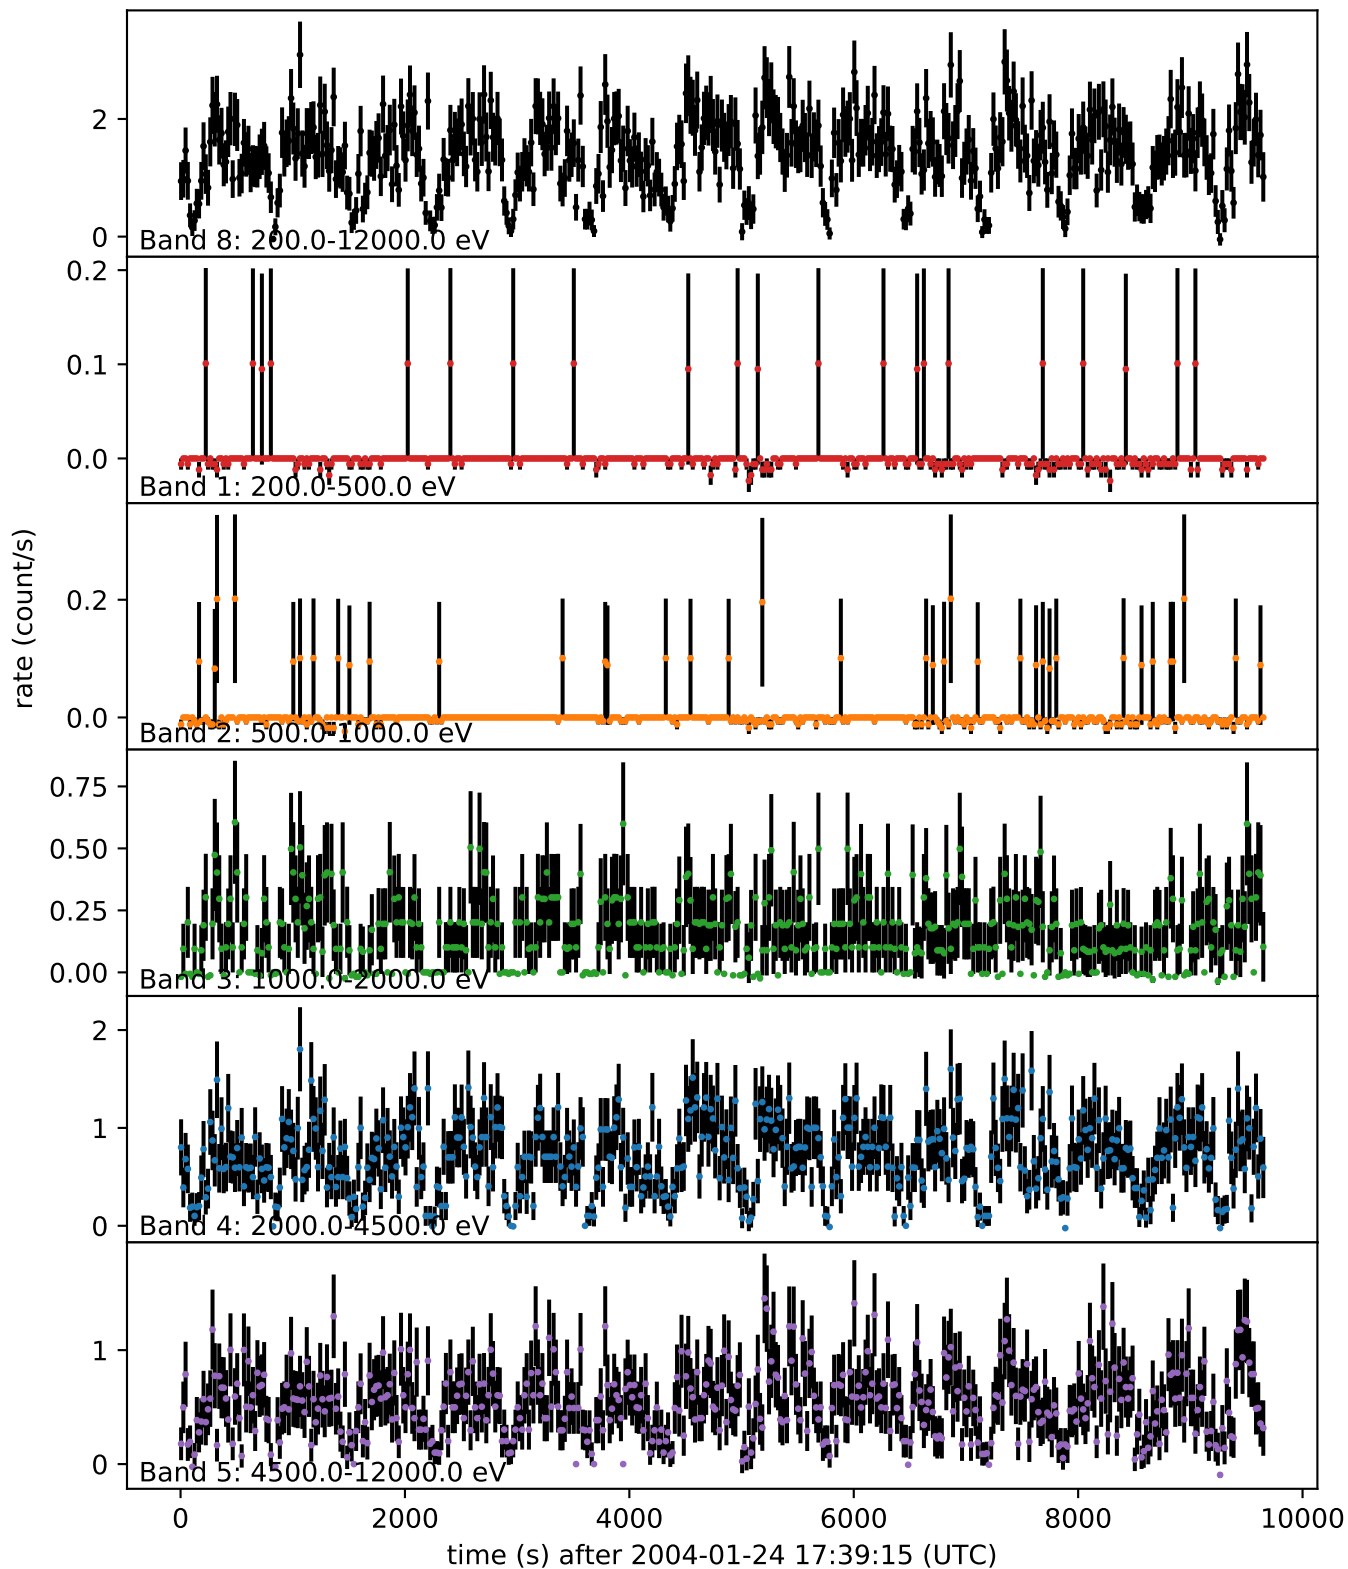 2
0
Band 8: 200.0-12000.0 eV
0.2
0.1
0.0
Band 1: 200.0-500.0 eV
rate (count/s)
0.2
0.0
Band 2: 500.0-1000.0 eV
0.75
0.50
0.25
0.00
Band 3: 1000.0-2000.0 eV
2
1
0
Band 4: 2000.0-4500.0 eV
1
0
Band 5: 4500.0-12000.0 eV
0 2000 4000 6000 8000 10000
time (s) after 2004-01-24 17:39:15 (UTC)